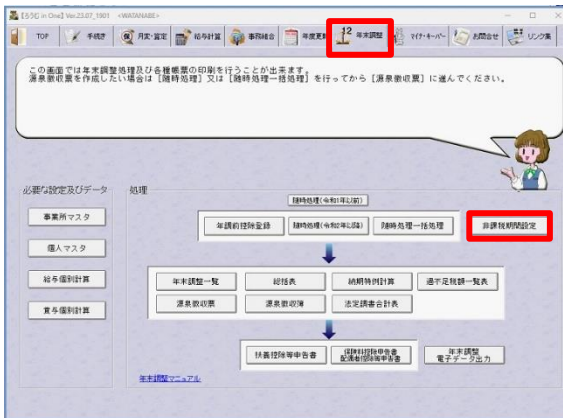 【ろうむ in One】 Ver.23.07_1901 <WATANABE>
TOP 手続き 月変・算定 給与計算 事務組合 年度更新 年末調整 マイナ・キーパー お問合せ リンク集
この画面では年末調整処理及び各種帳票の印刷を行うことが出来ます。
源泉徴収票を作成したい場合は［随時処理］又は［随時処理一括処理］を行ってから［源泉徴収票］に進んでください。
必要な設定及びデータ 処理
随時処理(令和1年以前)
事業所マスタ 年調前控除登録 随時処理(令和2年以降) 随時処理一括処理 非課税期間設定
個人マスタ
給与個別計算 年末調整一覧 総括表 納期特例計算 過不足税額一覧表
賞与個別計算 源泉徴収票 源泉徴収簿 法定調書合計表
扶養控除等申告書 保険料控除申告書 年末調整
配偶者控除等申告書 電子データ出力
年末調整マニュアル